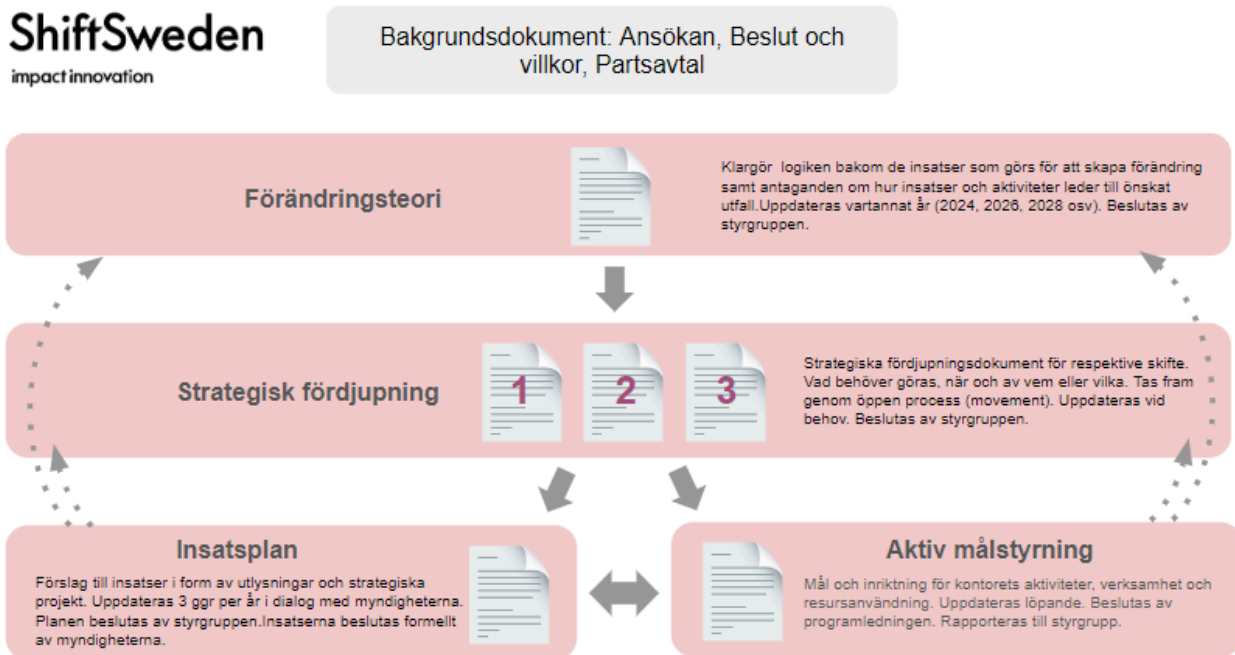 ShiftSweden
impact innovation
Bakgrundsdokument: Ansökan, Beslut och
villkor, Partsavtal
Förändringsteori
Klargör logiken bakom de insatser som görs för att skapa förändring
samt antaganden om hur insatser och aktiviteter leder till önskat
utfall.Uppdateras vartannat år (2024, 2026, 2028 osv). Beslutas av
styrgruppen.
Strategisk fördjupning
1
2
3
Strategiska fördjupningsdokument för respektive skifte.
Vad behöver göras, när och av vem eller vilka. Tas fram
genom öppen process (movement). Uppdateras vid
behov. Beslutas av styrgruppen.
Insatsplan
Förslag till insatser i form av utlysningar och strategiska
projekt. Uppdateras 3 ggr per år i dialog med myndigheterna.
Planen beslutas av styrgruppen.Insatserna beslutas formellt
av myndigheterna.
Aktiv målstyrning
Mål och inriktning för kontorets aktiviteter, verksamhet och
resursanvändning. Uppdateras löpande. Beslutas av
programledningen. Rapporteras till styrgrupp.